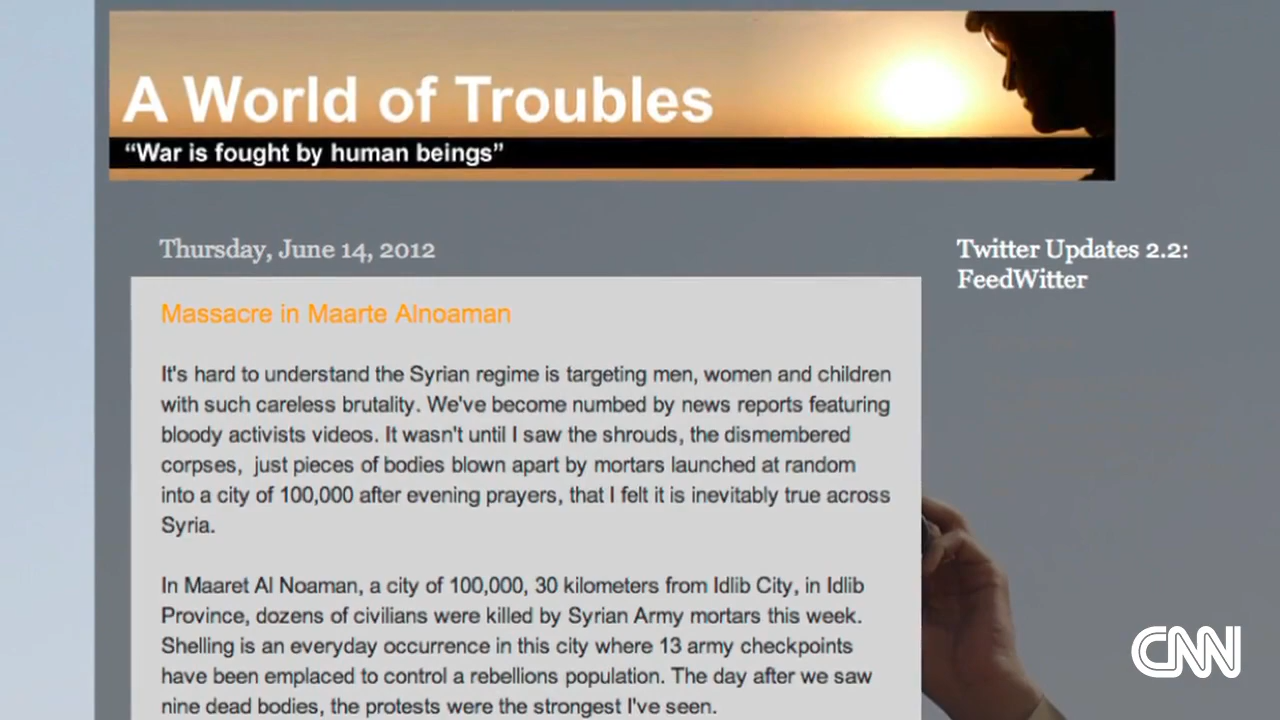 A World of Troubles
“War is fought by human beings”
Thursday, June 14, 2012
Twitter Updates 2.2:
FeedWitter
Massacre in Maarte Alnoaman
It's hard to understand the Syrian regime is targeting men, women and children
with such careless brutality. We've become numbed by news reports featuring
bloody activists videos. It wasn't until I saw the shrouds, the dismembered
corpses,  just pieces of bodies blown apart by mortars launched at random
into a city of 100,000 after evening prayers, that I felt it is inevitably true across
Syria.
In Maaret Al Noaman, a city of 100,000, 30 kilometers from Idlib City, in Idlib
Province, dozens of civilians were killed by Syrian Army mortars this week.
Shelling is an everyday occurrence in this city where 13 army checkpoints
have been emplaced to control a rebellions population. The day after we saw
nine dead bodies, the protests were the strongest I've seen.
CNN